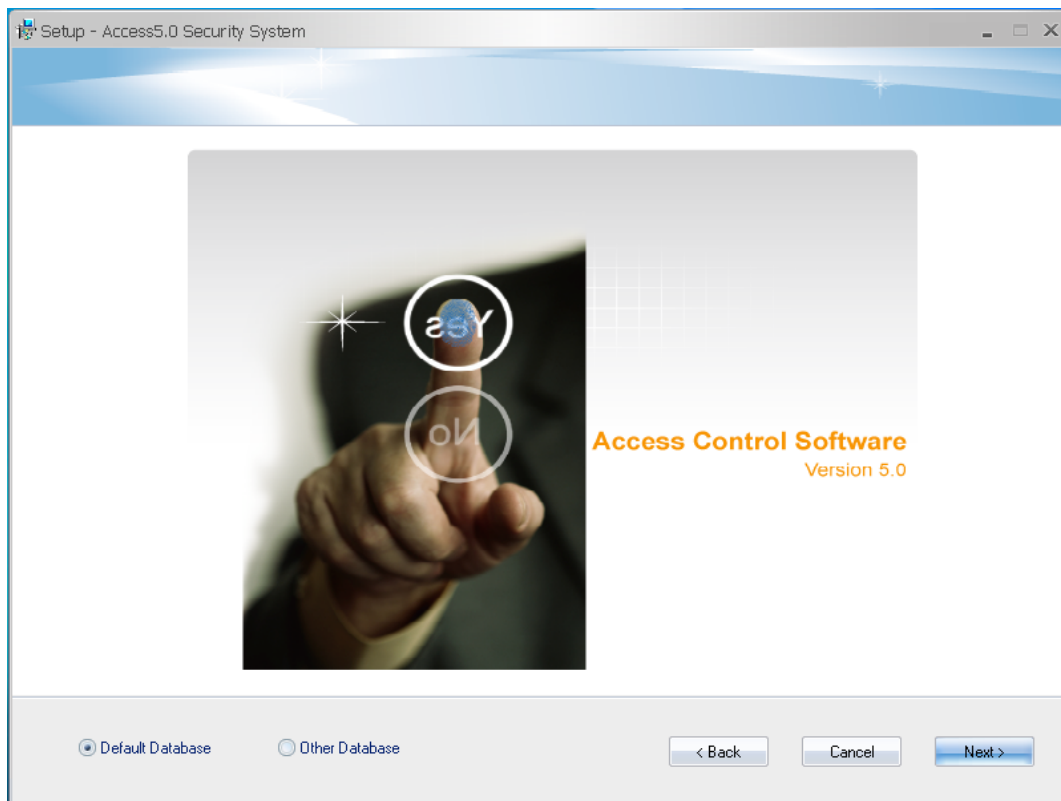 Setup - Access5.0 Security System
Yes
No
Access Control Software
Version 5.0
Default Database
Other Database
< Back
Cancel
Next >